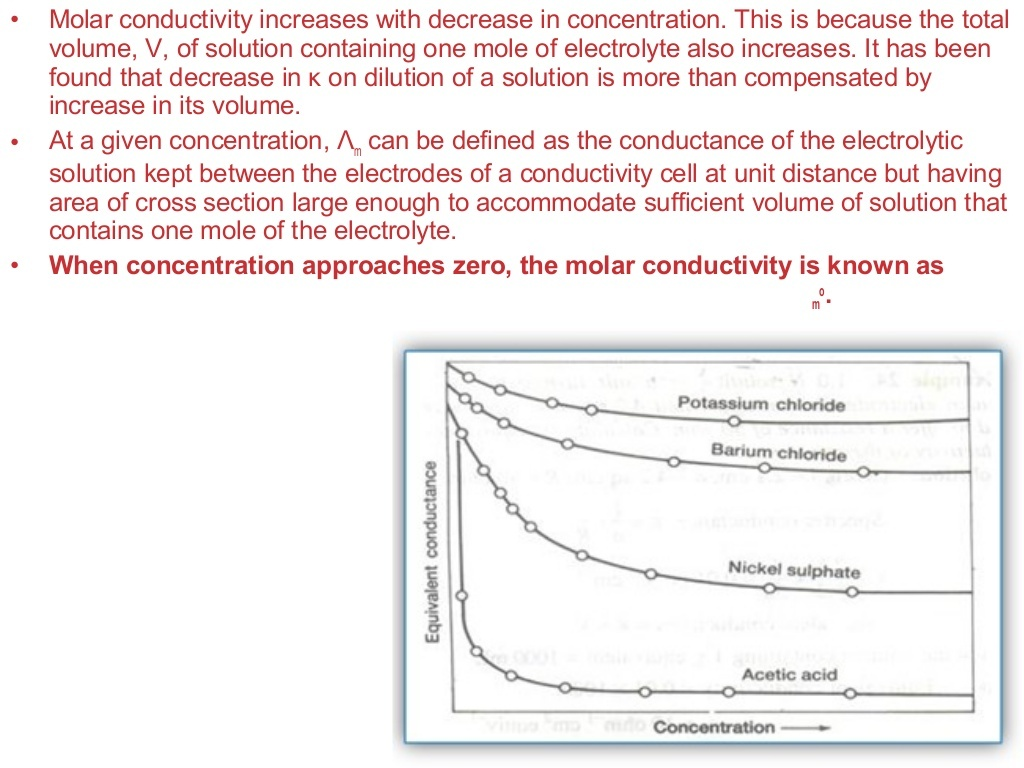 • Molar conductivity increases with decrease in concentration. This is because the total
volume, V, of solution containing one mole of electrolyte also increases. It has been
found that decrease in κ on dilution of a solution is more than compensated by
increase in its volume.
• At a given concentration, Λm can be defined as the conductance of the electrolytic
solution kept between the electrodes of a conductivity cell at unit distance but having
area of cross section large enough to accommodate sufficient volume of solution that
contains one mole of the electrolyte.
• When concentration approaches zero, the molar conductivity is known as
m⁰.
Potassium chloride
Barium chloride
Equivalent conductance
Nickel sulphate
Acetic acid
Concentration